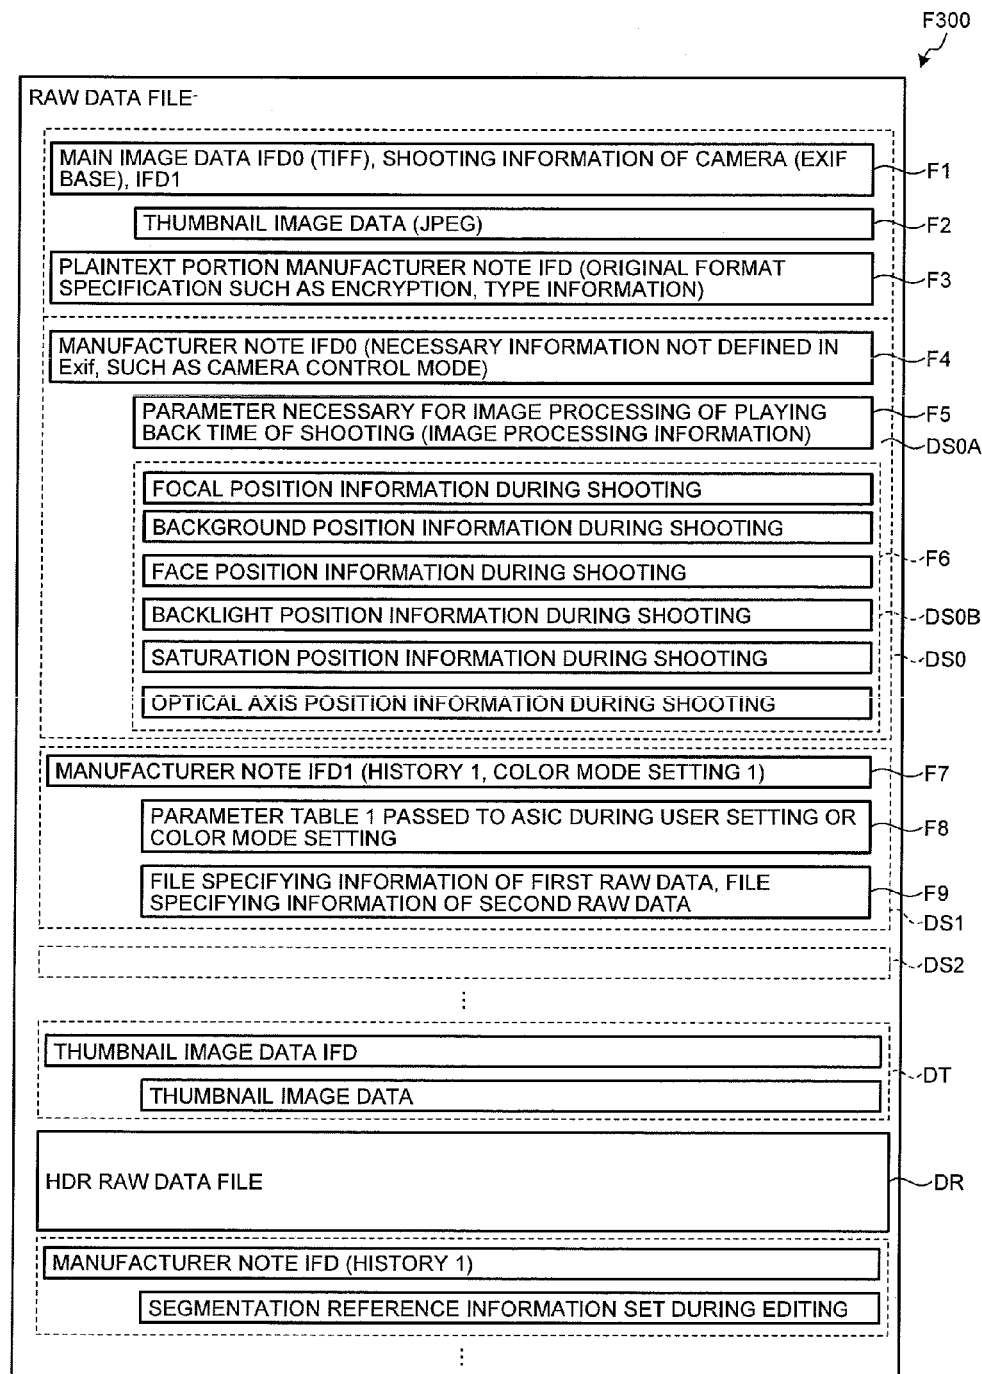 F300
RAW DATA FILE
MAIN IMAGE DATA IFD0 (TIFF), SHOOTING INFORMATION OF CAMERA (EXIF
BASE), IFD1
F1
THUMBNAIL IMAGE DATA (JPEG)
F2
PLAINTEXT PORTION MANUFACTURER NOTE IFD (ORIGINAL FORMAT
SPECIFICATION SUCH AS ENCRYPTION, TYPE INFORMATION)
F3
MANUFACTURER NOTE IFD0 (NECESSARY INFORMATION NOT DEFINED IN
Exif, SUCH AS CAMERA CONTROL MODE)
F4
PARAMETER NECESSARY FOR IMAGE PROCESSING OF PLAYING
BACK TIME OF SHOOTING (IMAGE PROCESSING INFORMATION)
F5
DS0A
FOCAL POSITION INFORMATION DURING SHOOTING
BACKGROUND POSITION INFORMATION DURING SHOOTING
FACE POSITION INFORMATION DURING SHOOTING
F6
BACKLIGHT POSITION INFORMATION DURING SHOOTING
DS0B
SATURATION POSITION INFORMATION DURING SHOOTING
DS0
OPTICAL AXIS POSITION INFORMATION DURING SHOOTING
MANUFACTURER NOTE IFD1 (HISTORY 1, COLOR MODE SETTING 1)
F7
PARAMETER TABLE 1 PASSED TO ASIC DURING USER SETTING OR
COLOR MODE SETTING
F8
FILE SPECIFYING INFORMATION OF FIRST RAW DATA, FILE
SPECIFYING INFORMATION OF SECOND RAW DATA
F9
DS1
DS2
⋮
THUMBNAIL IMAGE DATA IFD
THUMBNAIL IMAGE DATA
DT
HDR RAW DATA FILE
DR
MANUFACTURER NOTE IFD (HISTORY 1)
SEGMENTATION REFERENCE INFORMATION SET DURING EDITING
⋮